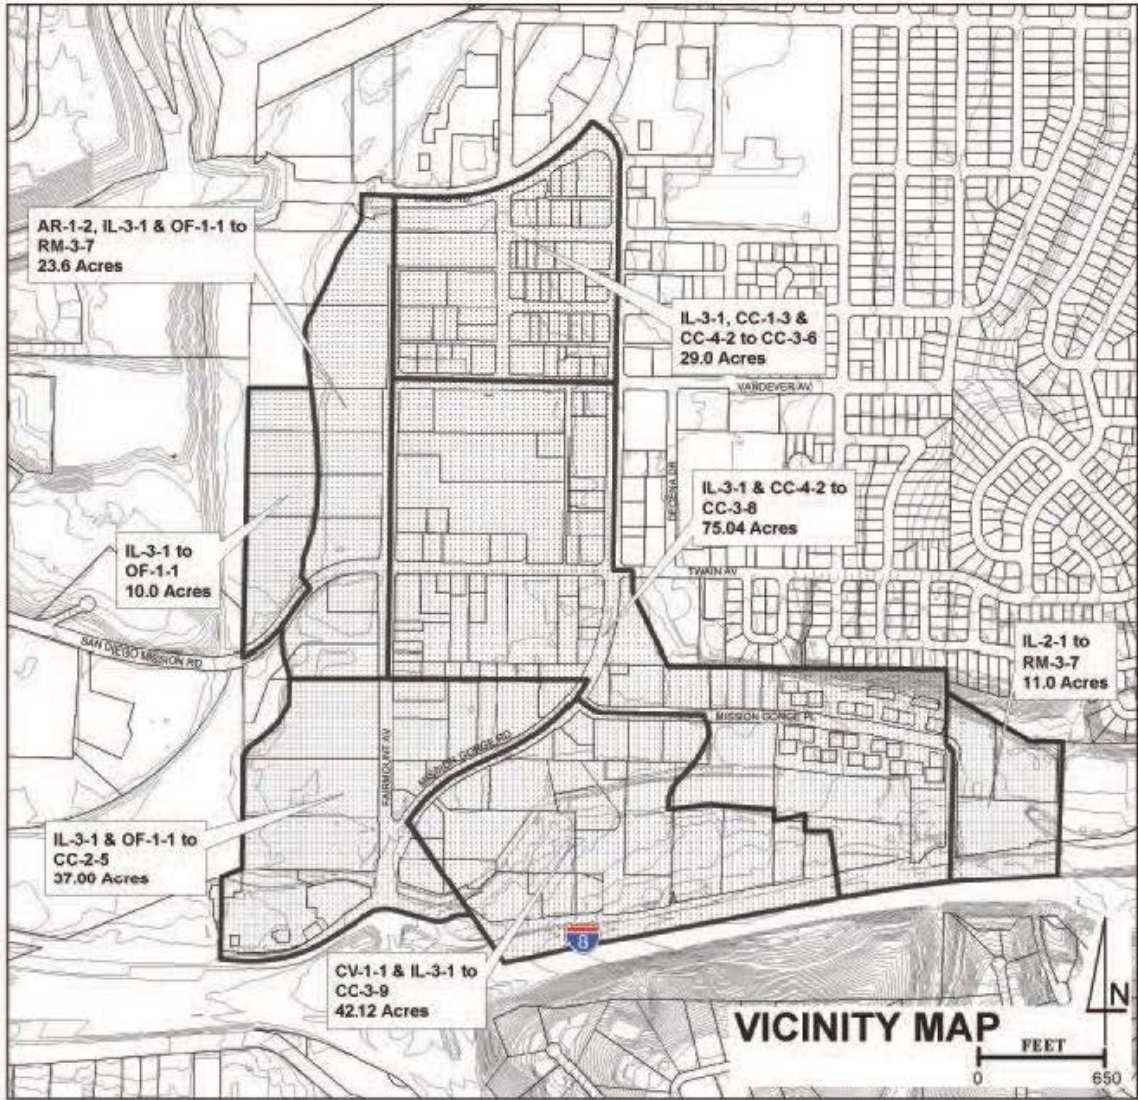 AR-1-2, IL-3-1 & OF-1-1 to
RM-3-7
23.6 Acres
IL-3-1, CC-1-3 &
CC-4-2 to CC-3-6
29.0 Acres
VANDEVER AV
IL-3-1 & CC-4-2 to
CC-3-8
75.04 Acres
DECENA DR
IL-3-1 to
OF-1-1
10.0 Acres
TWAIN AV
SAN DIEGO MISSION RD
IL-2-1 to
RM-3-7
11.0 Acres
MISSION GORGE PL
MISSION GORGE RD
FAIRMOUNT AV
IL-3-1 & OF-1-1 to
CC-2-5
37.00 Acres
8
CV-1-1 & IL-3-1 to
CC-3-9
42.12 Acres
N
VICINITY MAP
FEET
0 650